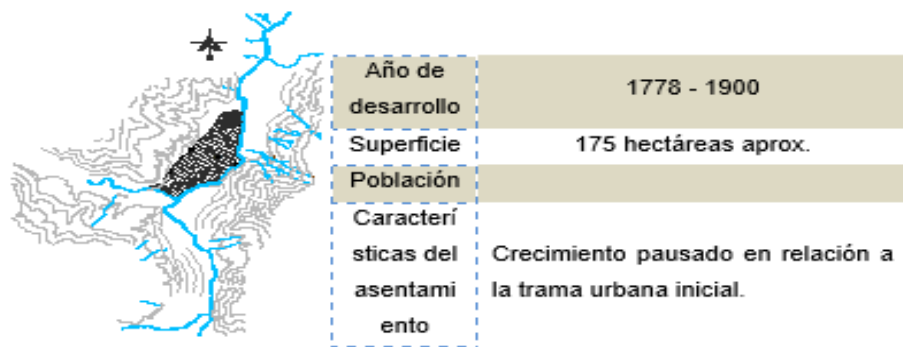 Año de
desarrollo
1778 - 1900
Superficie
175 hectáreas aprox.
Población
Caracterí
sticas del
asentami
ento
Crecimiento pausado en relación a
la trama urbana inicial.